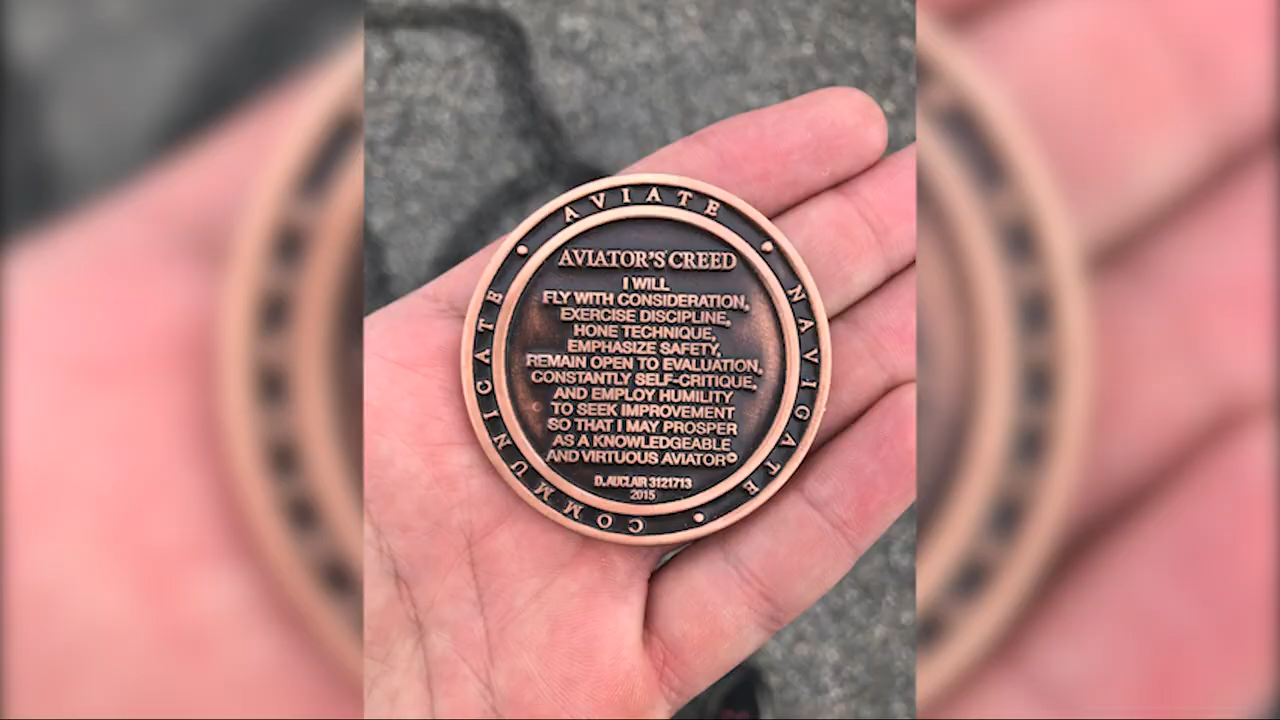 AVIATE • NAVIGATE • COMMUNICATE •
AVIATOR'S CREED
I WILL
FLY WITH CONSIDERATION,
EXERCISE DISCIPLINE,
HONE TECHNIQUE,
EMPHASIZE SAFETY,
REMAIN OPEN TO EVALUATION,
CONSTANTLY SELF-CRITIQUE,
AND EMPLOY HUMILITY
TO SEEK IMPROVEMENT
SO THAT I MAY PROSPER
AS A KNOWLEDGEABLE
AND VIRTUOUS AVIATOR©
D. AUCLAIR 3121713
2015